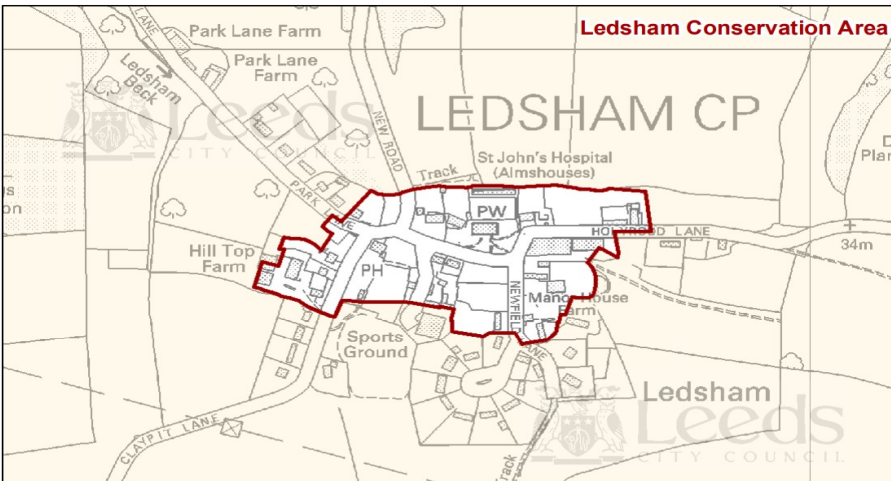 Ledsham Conservation Area
LANE
Park Lane Farm
Park Lane
Farm
Ledsham
Beck
Leeds
CITY COUNCIL
LEDSHAM CP
NEW ROAD
Track
St John's Hospital
(Almshouses)
PARK
PW
HOLYROOD LANE
34m
Hill Top
Farm
PH
NEWFIELD
LANE
Manor House
Farm
Sports
Ground
Ledsham
CLAYPIT LANE
Track
Leeds
CITY COUNCIL